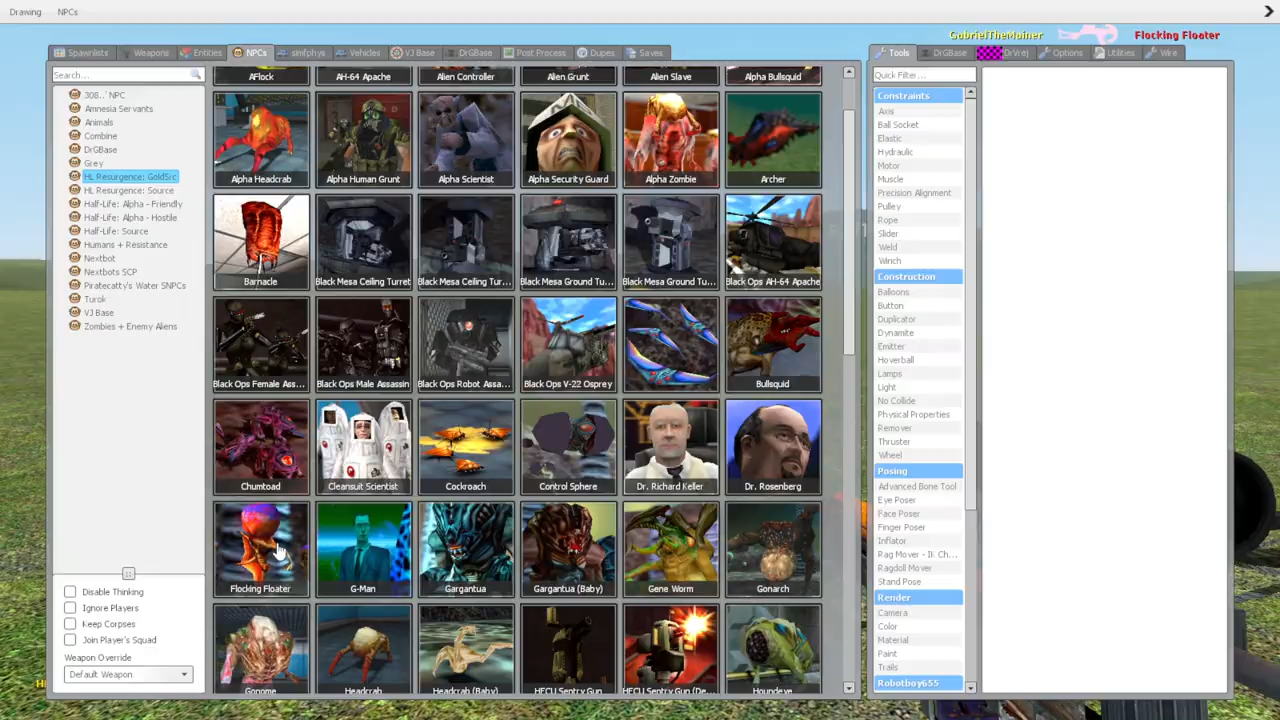 Drawing NPCs
GabrielTheMainer Flocking Floater
Spawnlists Weapons Entities NPCs simfphys Vehicles VJ Base DrGBase Post Process Dupes Saves
Tools DrGBase DrVrej Options Utilities Wire
Search...
308..' NPC
Amnesia Servants
Animals
Combine
DrGBase
Grey
HL Resurgence: GoldSrc
HL Resurgence: Source
Half-Life: Alpha - Friendly
Half-Life: Alpha - Hostile
Half-Life: Source
Humans + Resistance
Nextbot
Nextbots SCP
Piratecatty's Water SNPCs
Turok
VJ Base
Zombies + Enemy Aliens
Disable Thinking
Ignore Players
Keep Corpses
Join Player's Squad
Weapon Override
Default Weapon
AFlock AH-64 Apache Alien Controller Alien Grunt Alien Slave Alpha Bullsquid
Alpha Headcrab Alpha Human Grunt Alpha Scientist Alpha Security Guard Alpha Zombie Archer
Barnacle Black Mesa Ceiling Turret Black Mesa Ceiling Tur... Black Mesa Ground Tu... Black Mesa Ground Tu... Black Ops AH-64 Apache
Black Ops Female Ass... Black Ops Male Assassin Black Ops Robot Assa... Black Ops V-22 Osprey Bullsquid
Chumtoad Cleansuit Scientist Cockroach Control Sphere Dr. Richard Keller Dr. Rosenberg
Flocking Floater G-Man Gargantua Gargantua (Baby) Gene Worm Gonarch
Gonome Headcrab Headcrab (Baby) HECU Sentry Gun HECU Sentry Gun (De... Houndeye
Quick Filter...
Constraints
Axis
Ball Socket
Elastic
Hydraulic
Motor
Muscle
Precision Alignment
Pulley
Rope
Slider
Weld
Winch
Construction
Balloons
Button
Duplicator
Dynamite
Emitter
Hoverball
Lamps
Light
No Collide
Physical Properties
Remover
Thruster
Wheel
Posing
Advanced Bone Tool
Eye Poser
Face Poser
Finger Poser
Inflator
Rag Mover - IK Ch...
Ragdoll Mover
Stand Pose
Render
Camera
Color
Material
Paint
Trails
Robotboy655